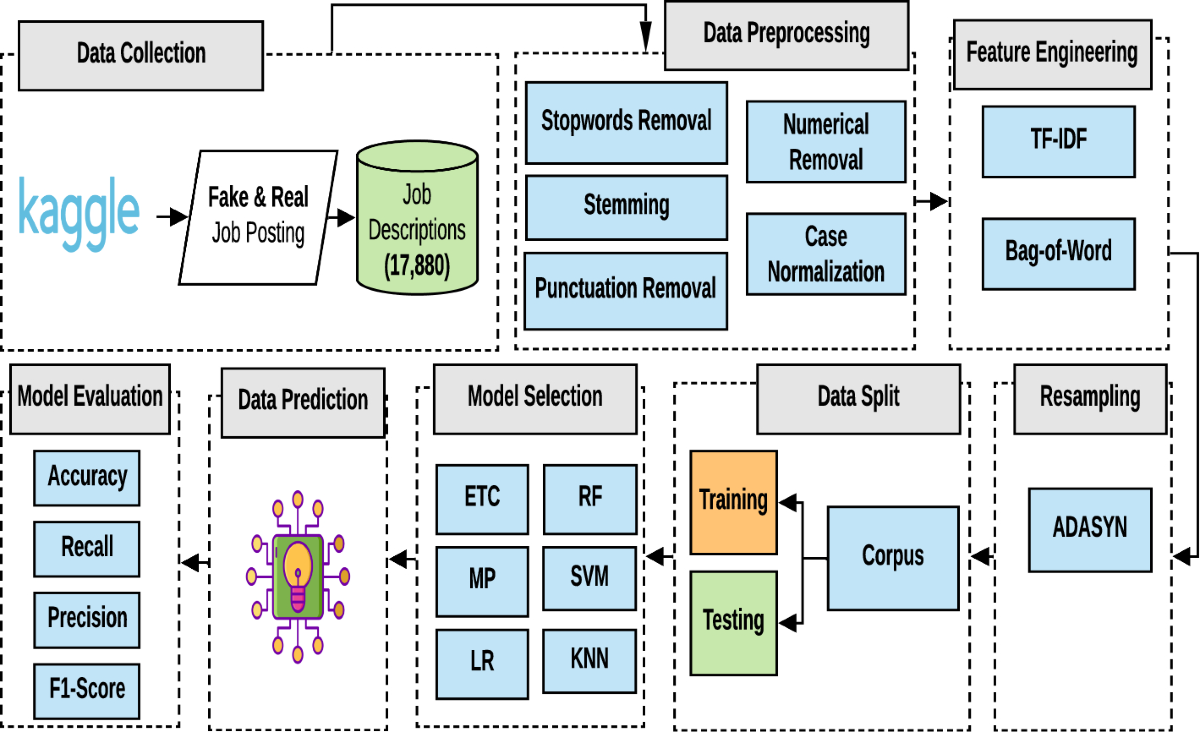 Data Collection
kaggle
Fake & Real
Job Posting
Job
Descriptions
(17,880)
Data Preprocessing
Stopwords Removal
Stemming
Punctuation Removal
Numerical
Removal
Case
Normalization
Feature Engineering
TF-IDF
Bag-of-Word
Resampling
ADASYN
Data Split
Corpus
Training
Testing
Model Selection
ETC
RF
MP
SVM
LR
KNN
Data Prediction
Model Evaluation
Accuracy
Recall
Precision
F1-Score